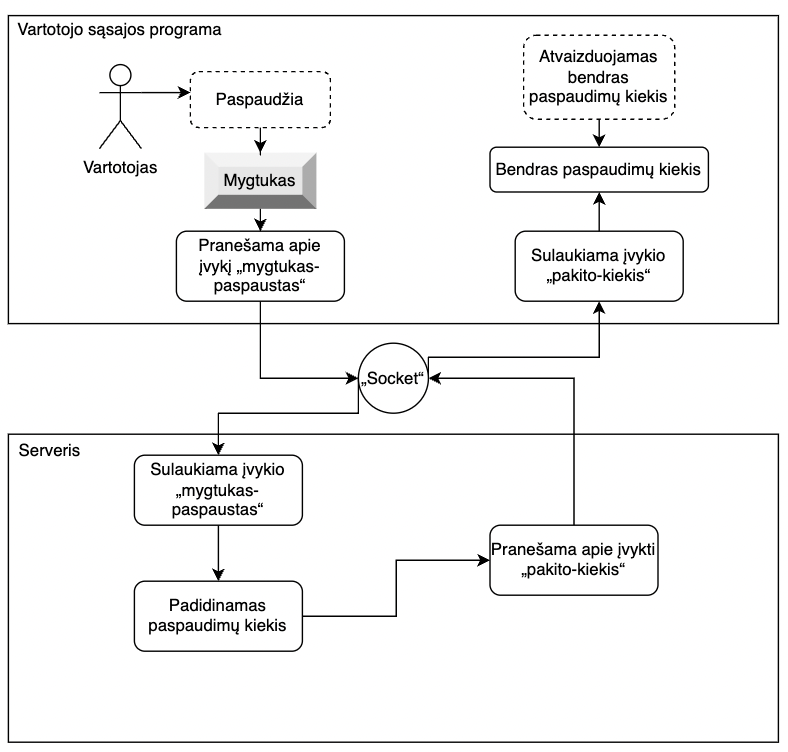 Vartotojo sąsajos programa
Vartotojas
Paspaudžia
Mygtukas
Pranešama apie
įvykį „mygtukas-
paspaustas“
Atvaizduojamas
bendras
paspaudimų kiekis
Bendras paspaudimų kiekis
Sulaukiama įvykio
„pakito-kiekis“
„Socket“
Serveris
Sulaukiama įvykio
„mygtukas-
paspaustas“
Padidinamas
paspaudimų kiekis
Pranešama apie įvykti
„pakito-kiekis“